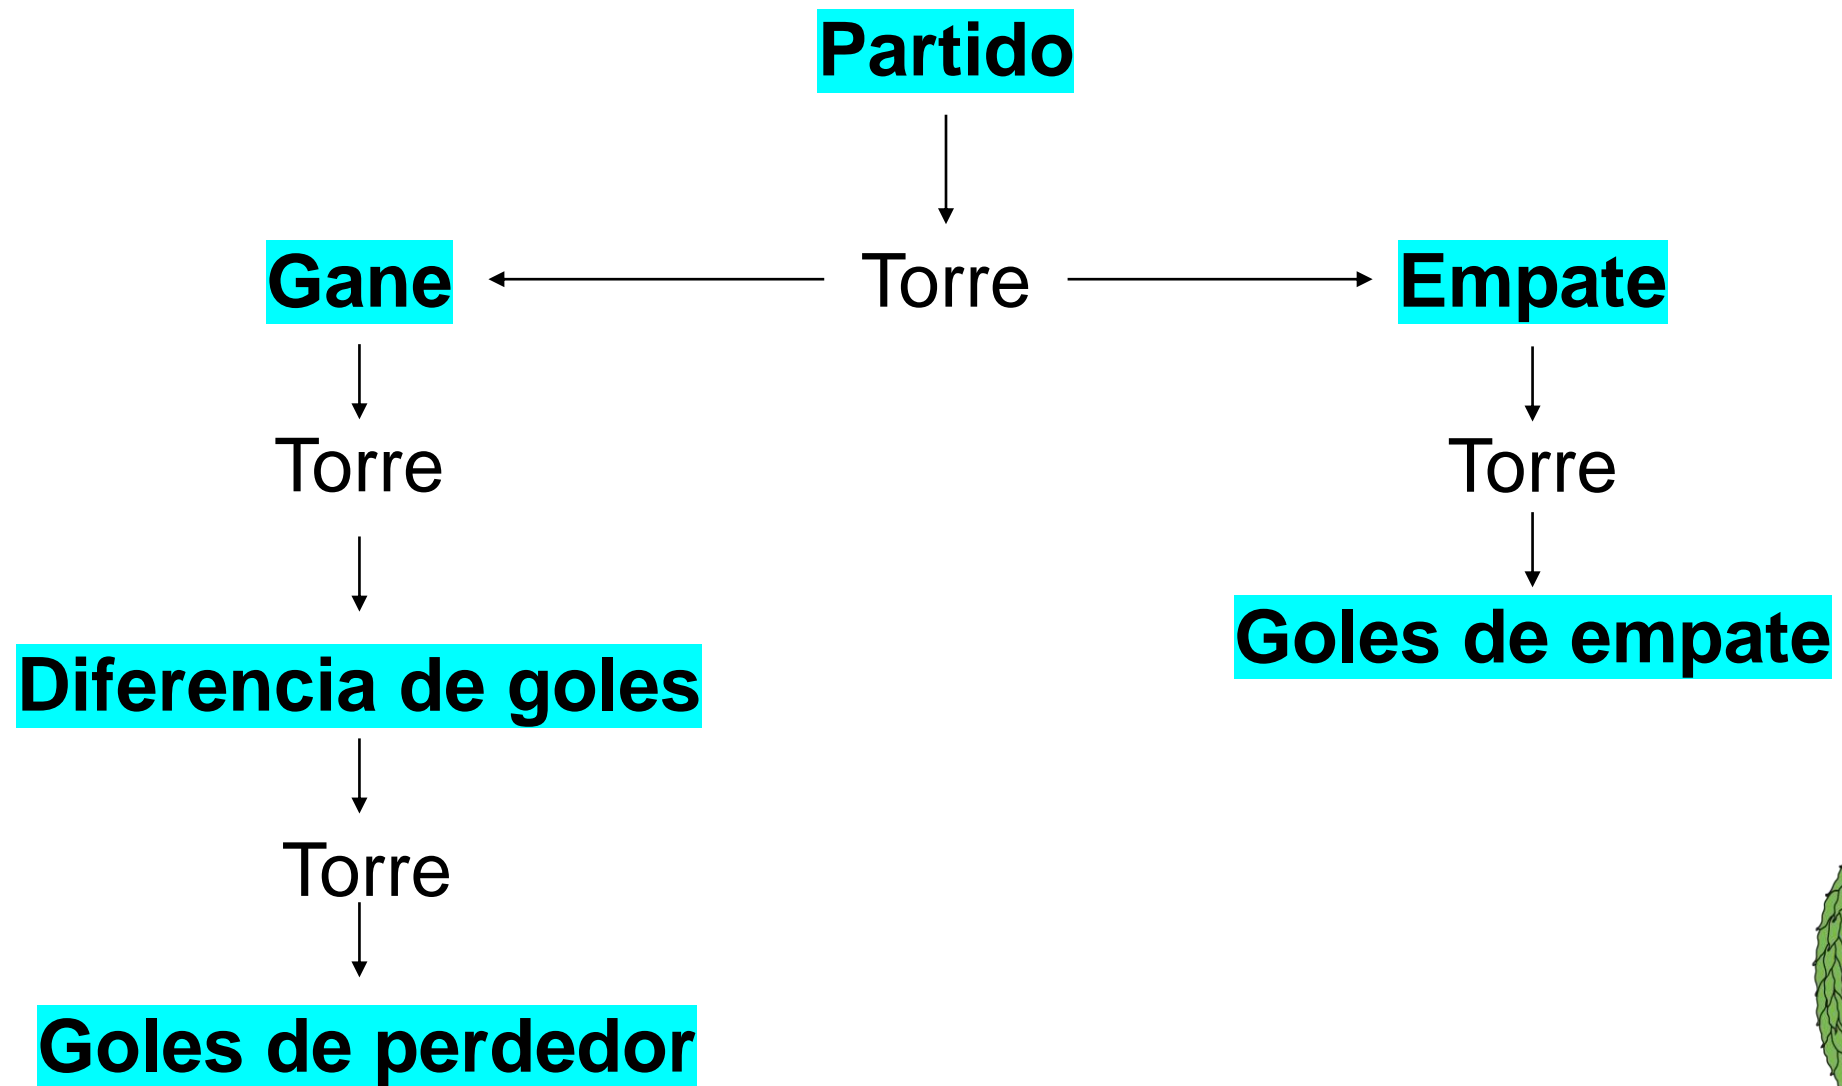 Partido
Gane
Torre
Empate
Torre
Torre
Goles de empate
Diferencia de goles
Torre
Goles de perdedor